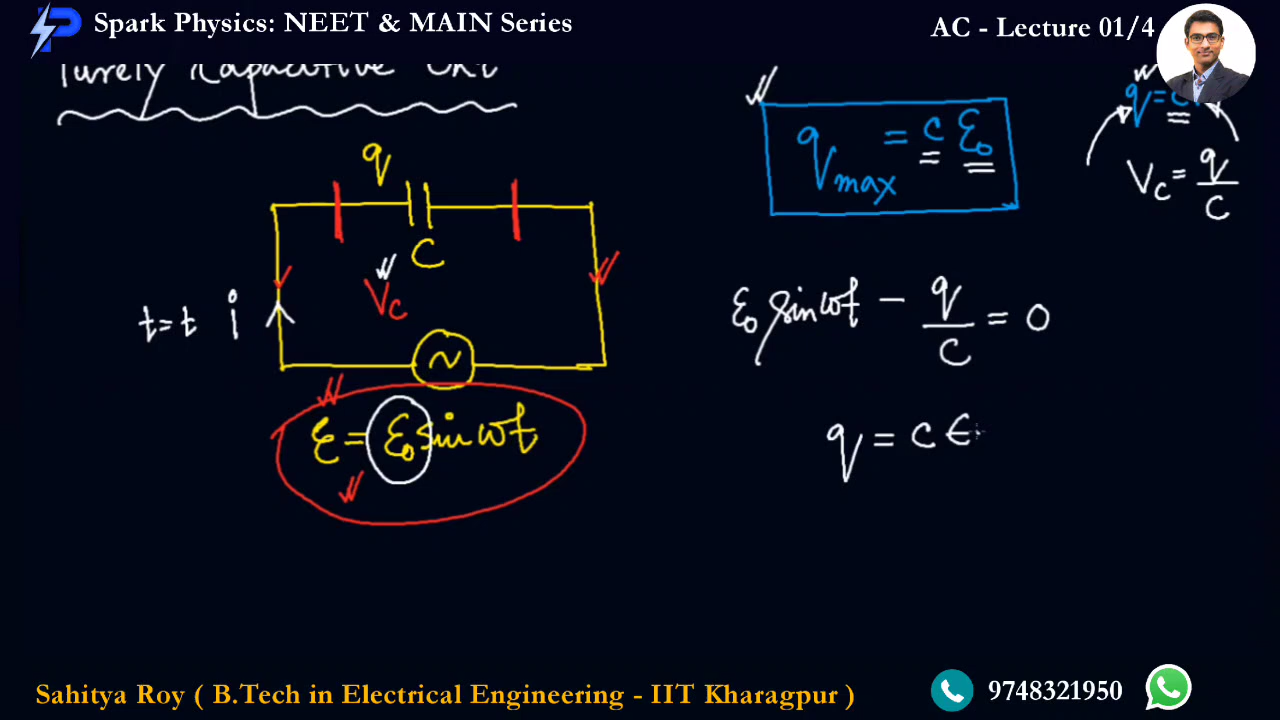 Spark Physics: NEET & MAIN Series
AC - Lecture 01/4
Purely Capacitive Ckt
q
C
Vc
t=t i
~
ε = ε₀ sin ωt
q max = c ε₀
q = c
Vc = q/c
ε₀ sin ωt − q/c = 0
q = c ε
Sahitya Roy ( B.Tech in Electrical Engineering - IIT Kharagpur )
9748321950